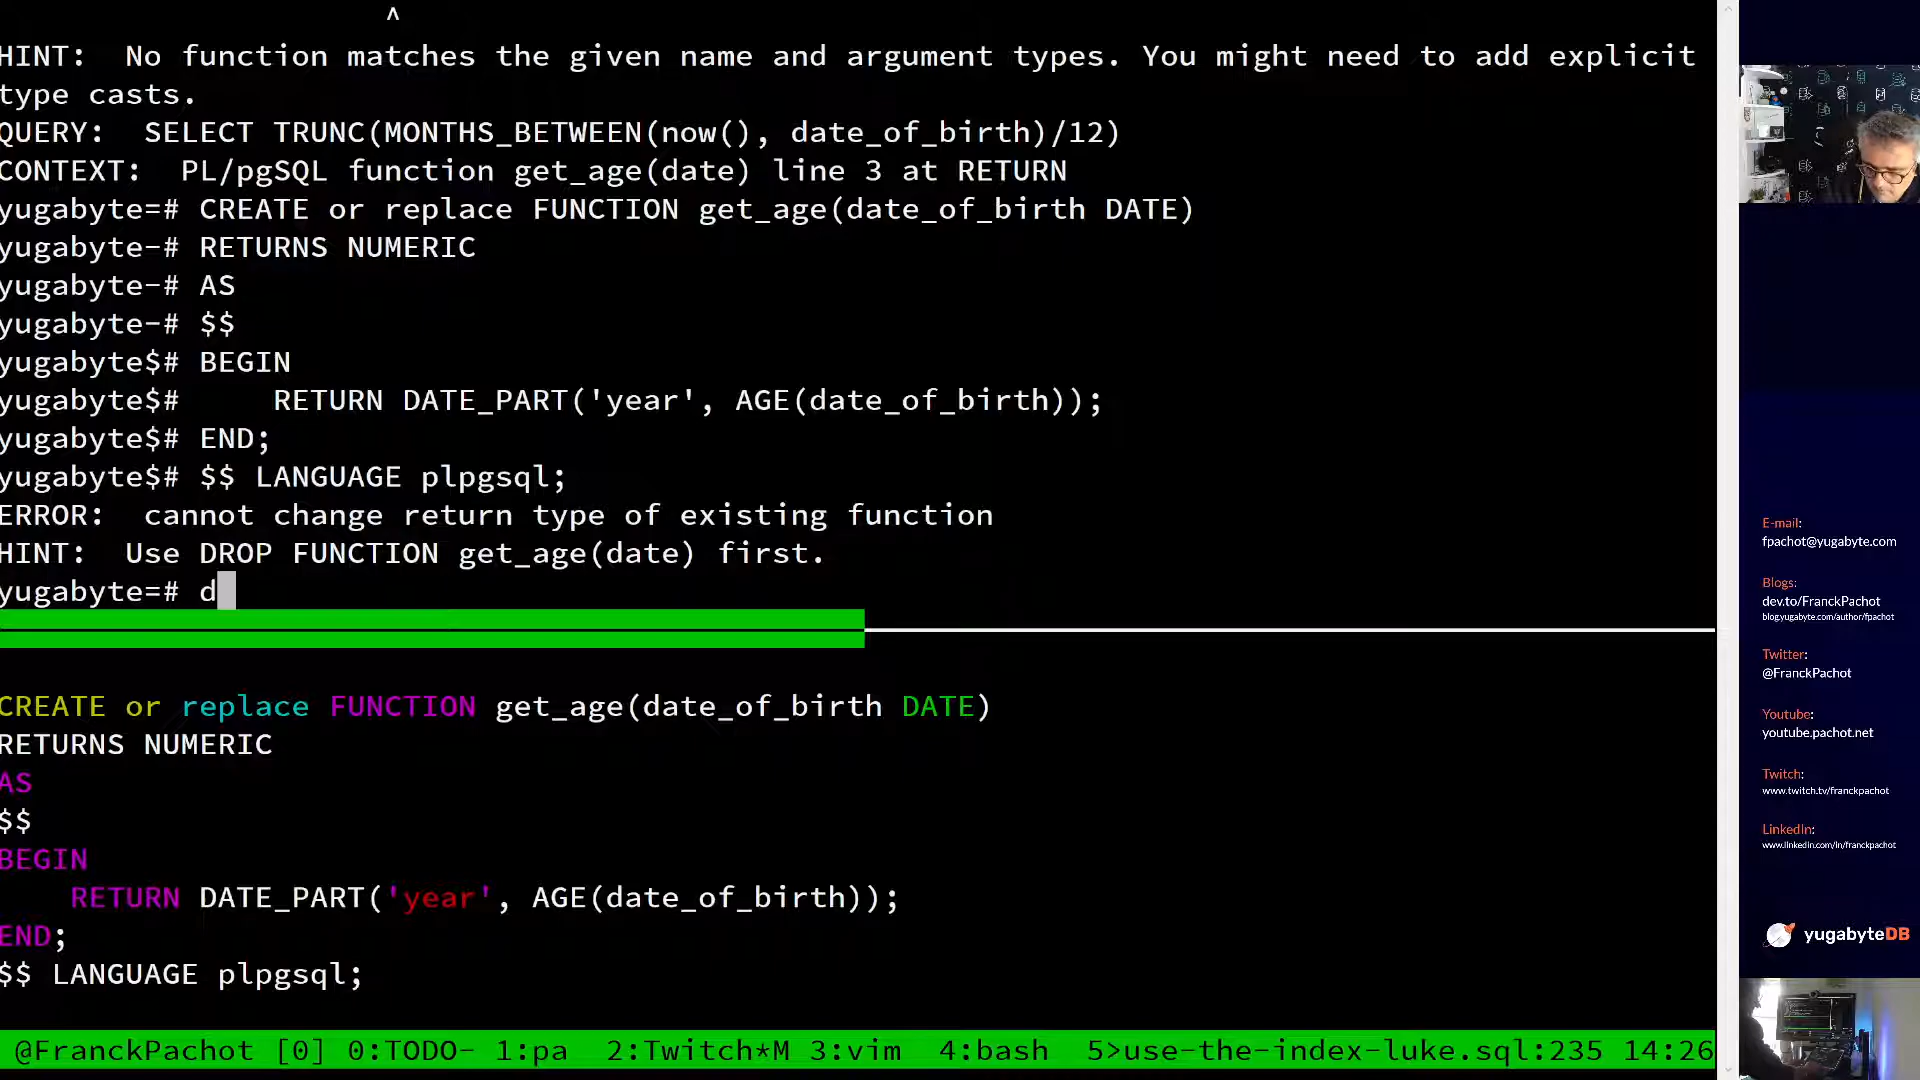 ^
HINT:  No function matches the given name and argument types. You might need to add explicit
type casts.
QUERY:  SELECT TRUNC(MONTHS_BETWEEN(now(), date_of_birth)/12)
CONTEXT:  PL/pgSQL function get_age(date) line 3 at RETURN
yugabyte=# CREATE or replace FUNCTION get_age(date_of_birth DATE)
yugabyte-# RETURNS NUMERIC
yugabyte-# AS
yugabyte-# $$
yugabyte$# BEGIN
yugabyte$#     RETURN DATE_PART('year', AGE(date_of_birth));
yugabyte$# END;
yugabyte$# $$ LANGUAGE plpgsql;
ERROR:  cannot change return type of existing function
HINT:  Use DROP FUNCTION get_age(date) first.
yugabyte=# d
CREATE or replace FUNCTION get_age(date_of_birth DATE)
RETURNS NUMERIC
AS
$$
BEGIN
    RETURN DATE_PART('year', AGE(date_of_birth));
END;
$$ LANGUAGE plpgsql;
@FranckPachot [0] 0:TODO- 1:pa  2:Twitch*M 3:vim  4:bash  5>use-the-index-luke.sql:235 14:26
E-mail:
fpachot@yugabyte.com
Blogs:
dev.to/FranckPachot
blog.yugabyte.com/author/fpachot
Twitter:
@FranckPachot
Youtube:
youtube.pachot.net
Twitch:
www.twitch.tv/franckpachot
LinkedIn:
www.linkedin.com/in/franckpachot
yugabyteDB